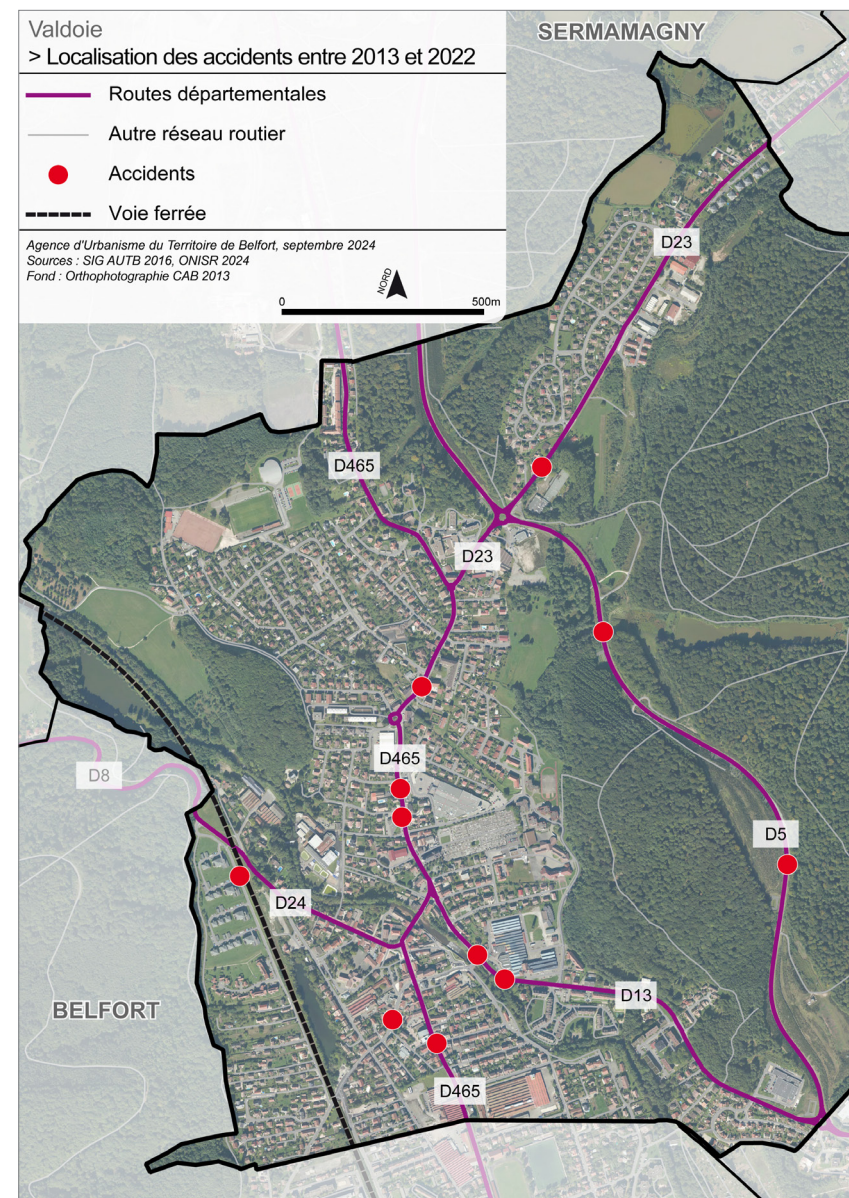 Valdoie
> Localisation des accidents entre 2013 et 2022
Routes départementales
Autre réseau routier
Accidents
Voie ferrée
Agence d'Urbanisme du Territoire de Belfort, septembre 2024
Sources : SIG AUTB 2016, ONISR 2024
Fond : Orthophotographie CAB 2013
NORD
0 500m
SERMAMAGNY
D23
D465
D23
D465
D8
D5
D24
D13
BELFORT
D465